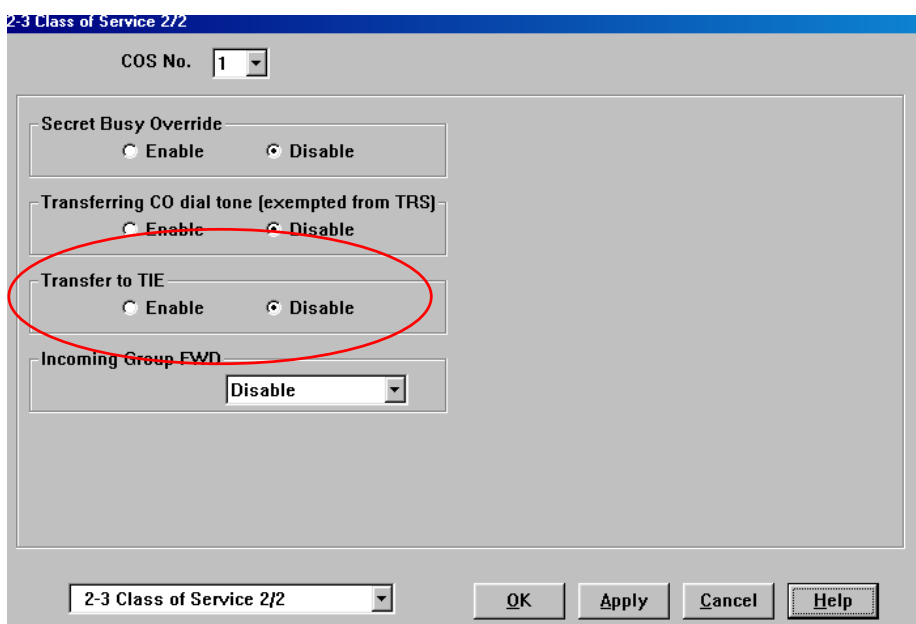 2-3 Class of Service 2/2
COS No. 1
Secret Busy Override
Enable Disable
Transferring CO dial tone (exempted from TRS)
Enable Disable
Transfer to TIE
Enable Disable
Incoming Group FWD
Disable
2-3 Class of Service 2/2 OK Apply Cancel Help